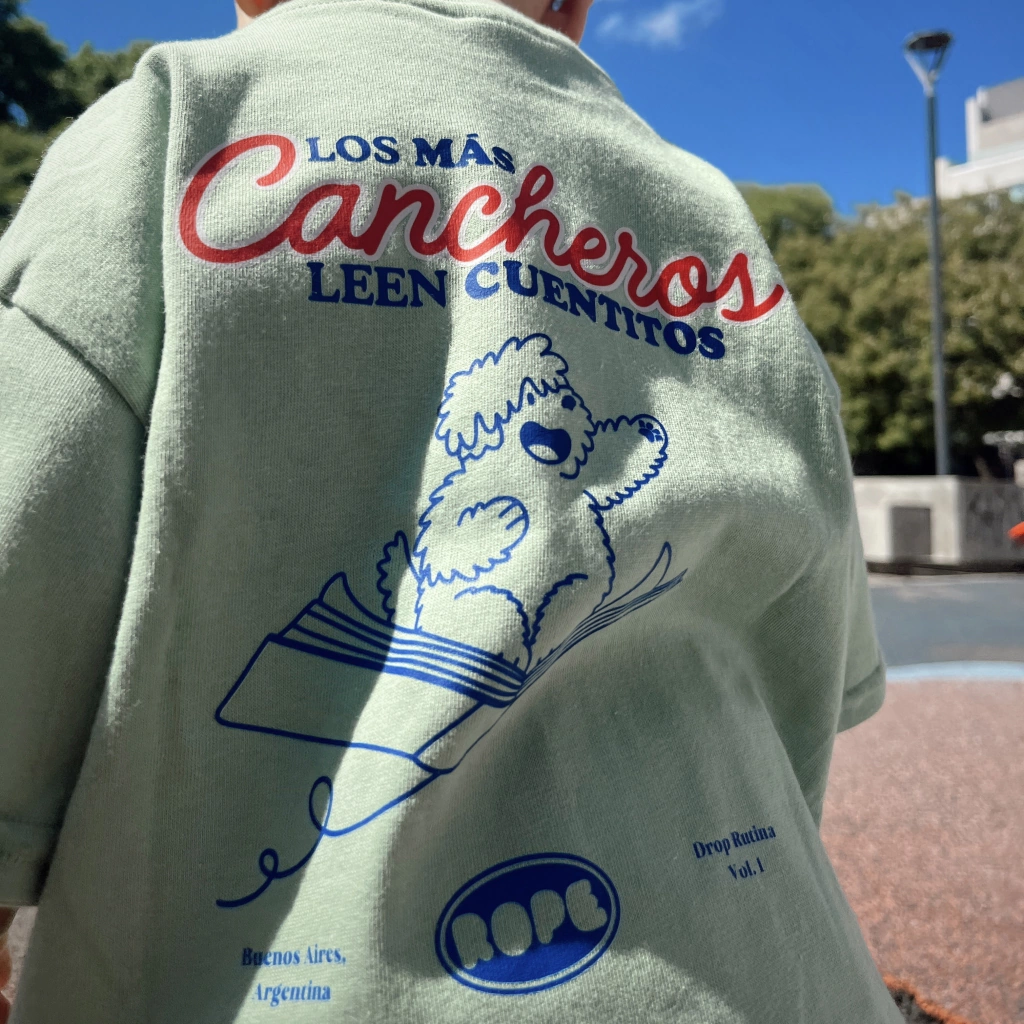 LOS MÁS
Cancheros
LEEN CUENTITOS
Drop Rutina
Vol. 1
ROPE
Buenos Aires,
Argentina